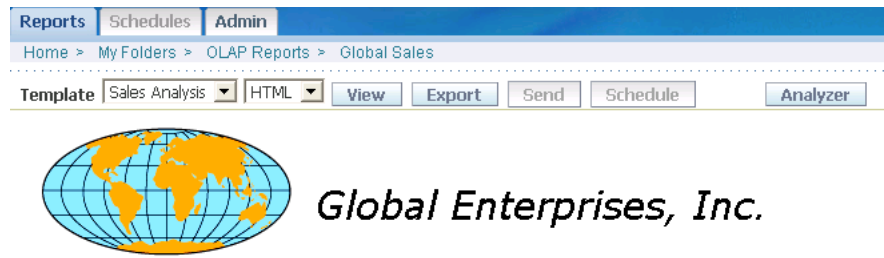 Reports Schedules Admin
Home > My Folders > OLAP Reports > Global Sales
Template Sales Analysis HTML View Export Send Schedule Analyzer
Global Enterprises, Inc.